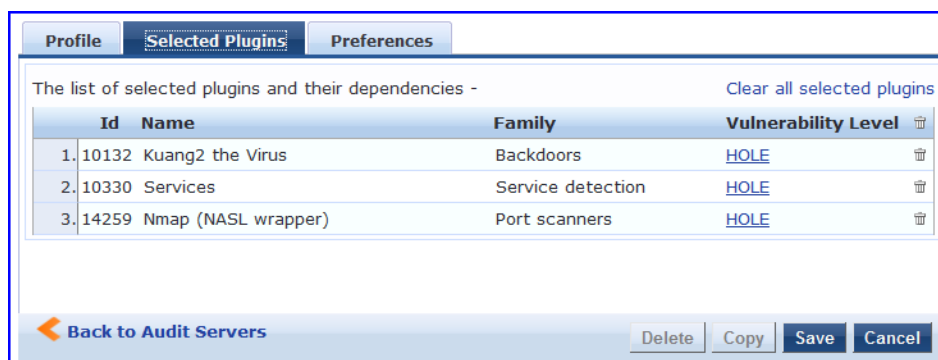 Profile Selected Plugins Preferences
The list of selected plugins and their dependencies - Clear all selected plugins
Id Name Family Vulnerability Level
1. 10132 Kuang2 the Virus Backdoors HOLE
2. 10330 Services Service detection HOLE
3. 14259 Nmap (NASL wrapper) Port scanners HOLE
Back to Audit Servers Delete Copy Save Cancel